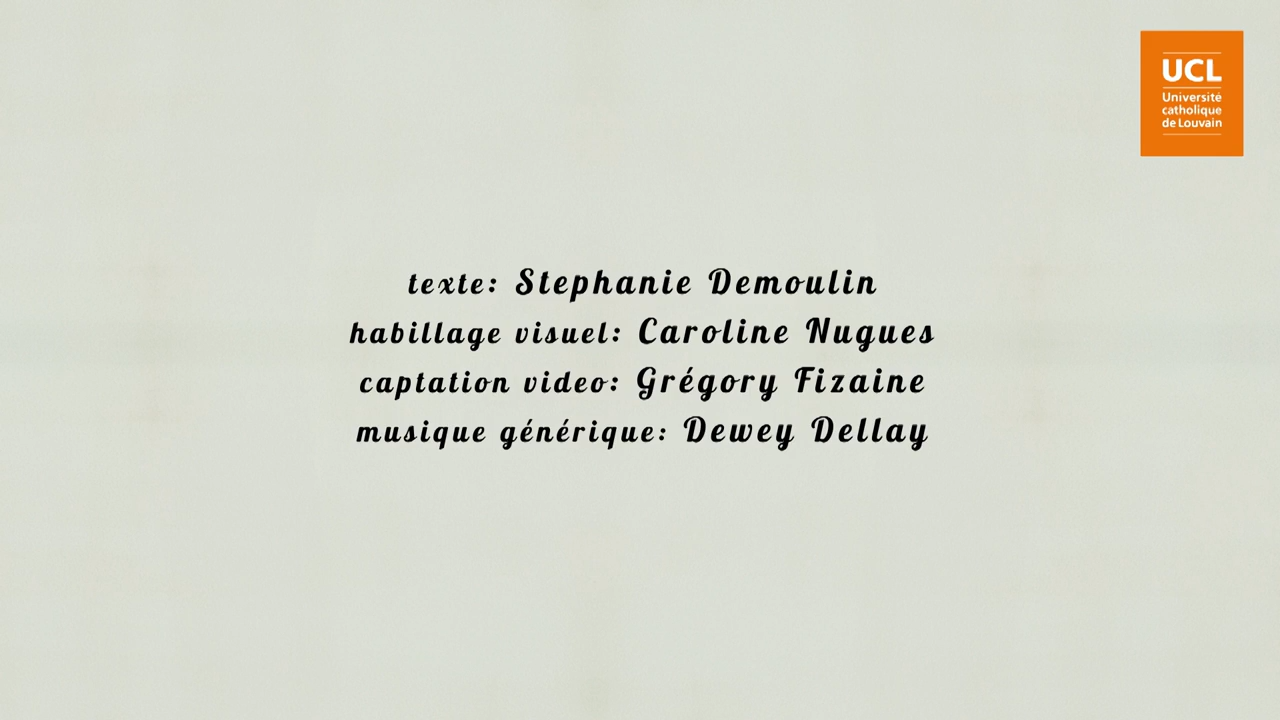 UCL
Université
catholique
de Louvain
texte: Stephanie Demoulin
habillage visuel: Caroline Nugues
captation video: Grégory Fizaine
musique générique: Dewey Dellay